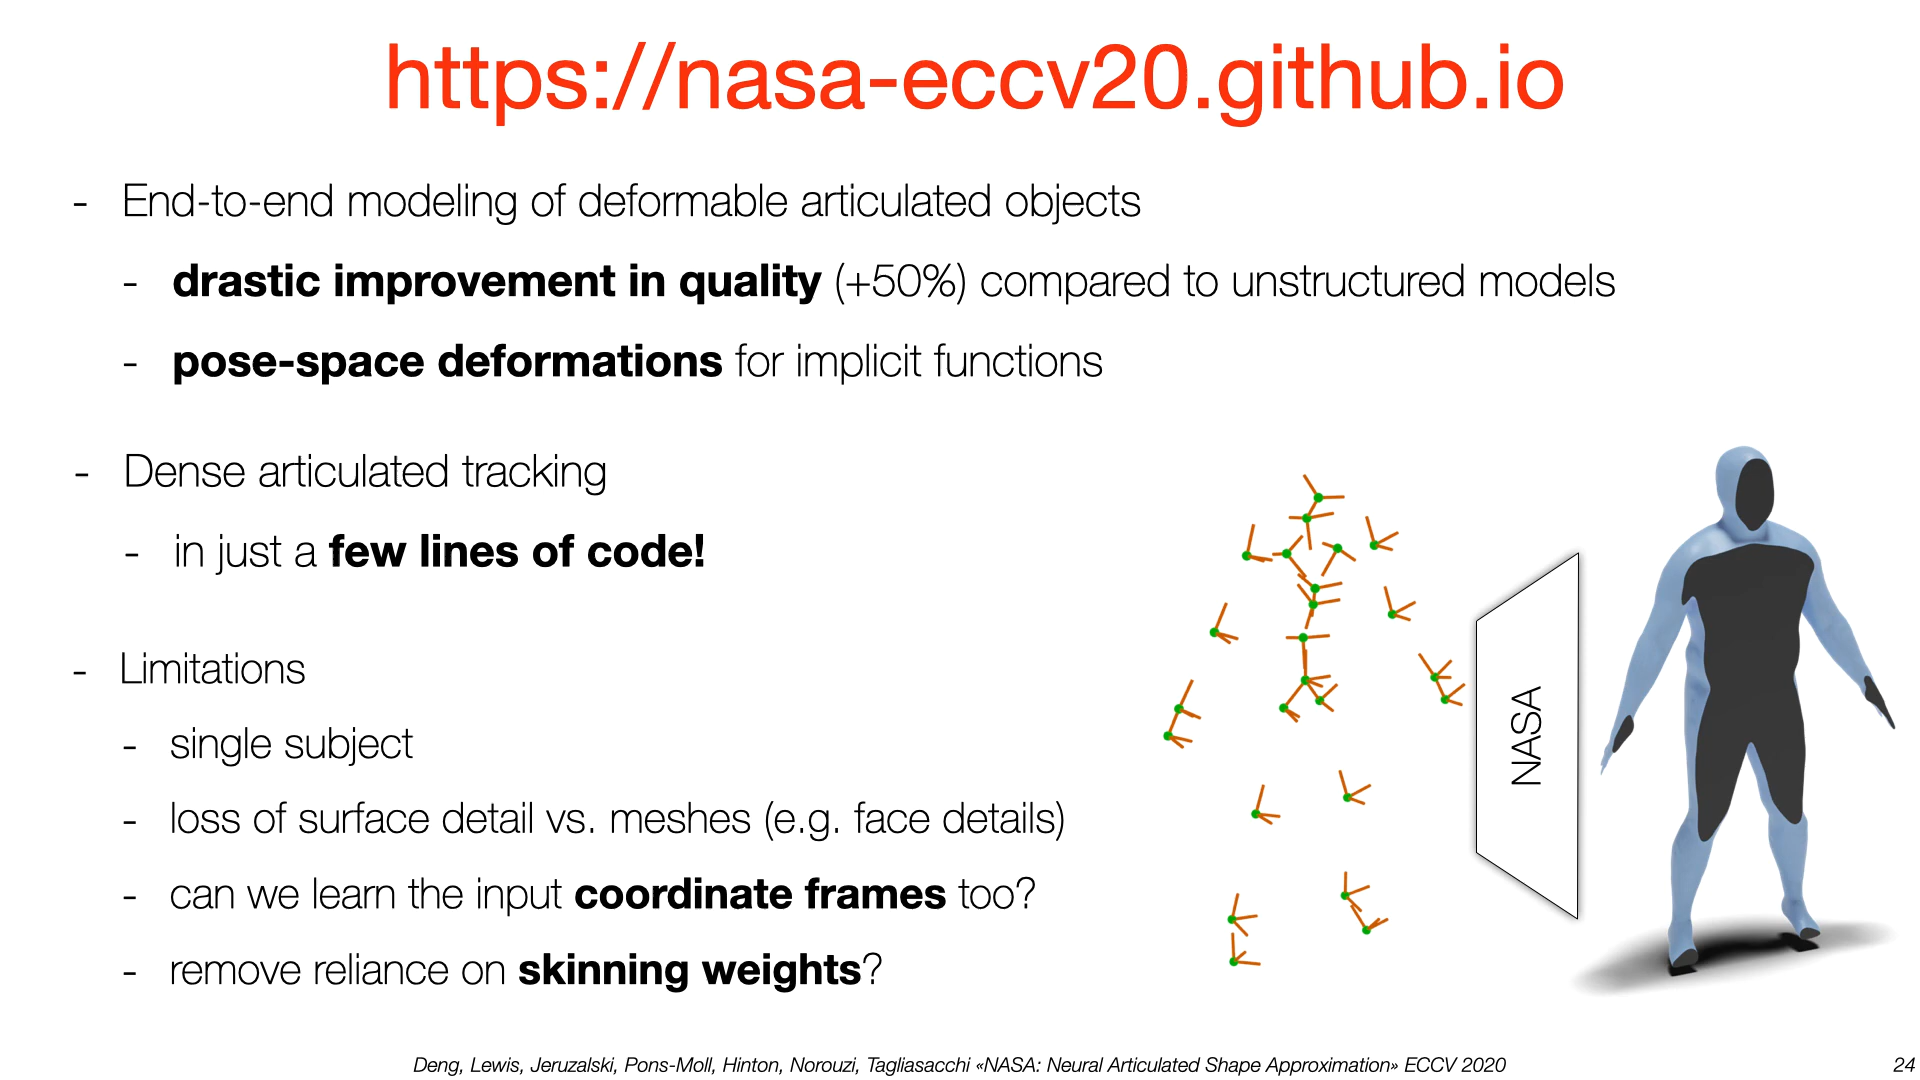 https://nasa-eccv20.github.io
- End-to-end modeling of deformable articulated objects
- drastic improvement in quality (+50%) compared to unstructured models
- pose-space deformations for implicit functions
- Dense articulated tracking
- in just a few lines of code!
- Limitations
- single subject
- loss of surface detail vs. meshes (e.g. face details)
- can we learn the input coordinate frames too?
- remove reliance on skinning weights?
NASA
Deng, Lewis, Jeruzalski, Pons-Moll, Hinton, Norouzi, Tagliasacchi «NASA: Neural Articulated Shape Approximation» ECCV 2020
24